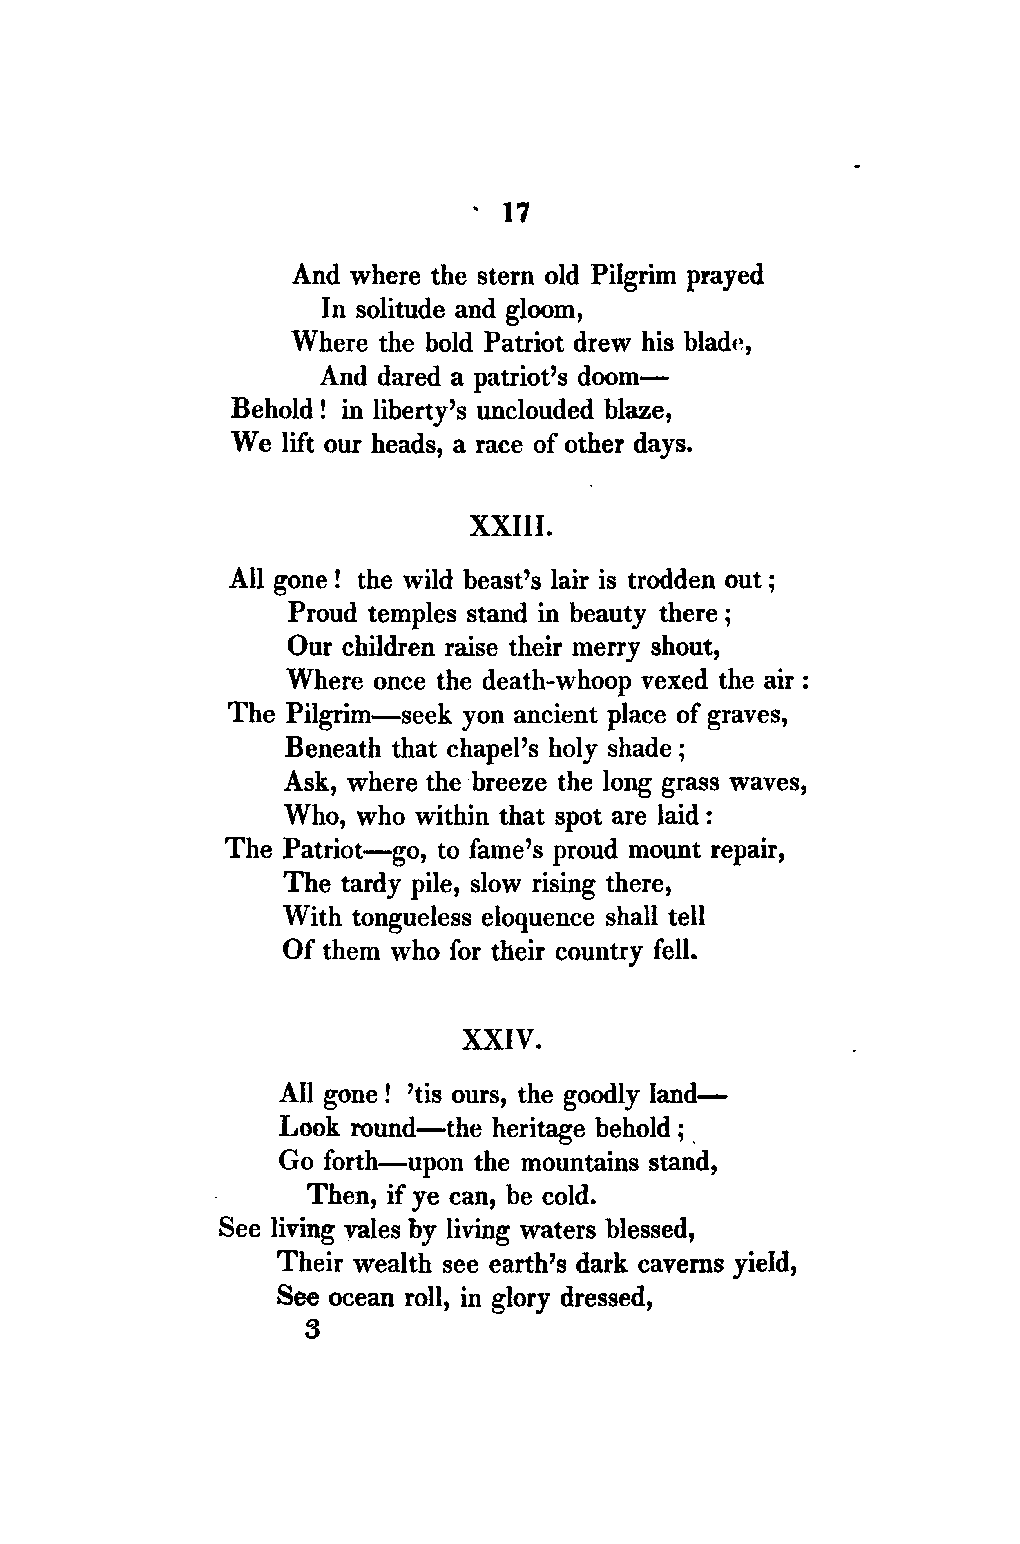 17
And where the stern old Pilgrim prayed
In solitude and gloom,
Where the bold Patriot drew his blade,
And dared a patriot's doom—
Behold! in liberty's unclouded blaze,
We lift our heads, a race of other days.
XXIII.
All gone! the wild beast's lair is trodden out;
Proud temples stand in beauty there;
Our children raise their merry shout,
Where once the death-whoop vexed the air:
The Pilgrim—seek yon ancient place of graves,
Beneath that chapel's holy shade;
Ask, where the breeze the long grass waves,
Who, who within that spot are laid:
The Patriot—go, to fame's proud mount repair,
The tardy pile, slow rising there,
With tongueless eloquence shall tell
Of them who for their country fell.
XXIV.
All gone! 'tis ours, the goodly land—
Look round—the heritage behold;
Go forth—upon the mountains stand,
Then, if ye can, be cold.
See living vales by living waters blessed,
Their wealth see earth's dark caverns yield,
See ocean roll, in glory dressed,
3